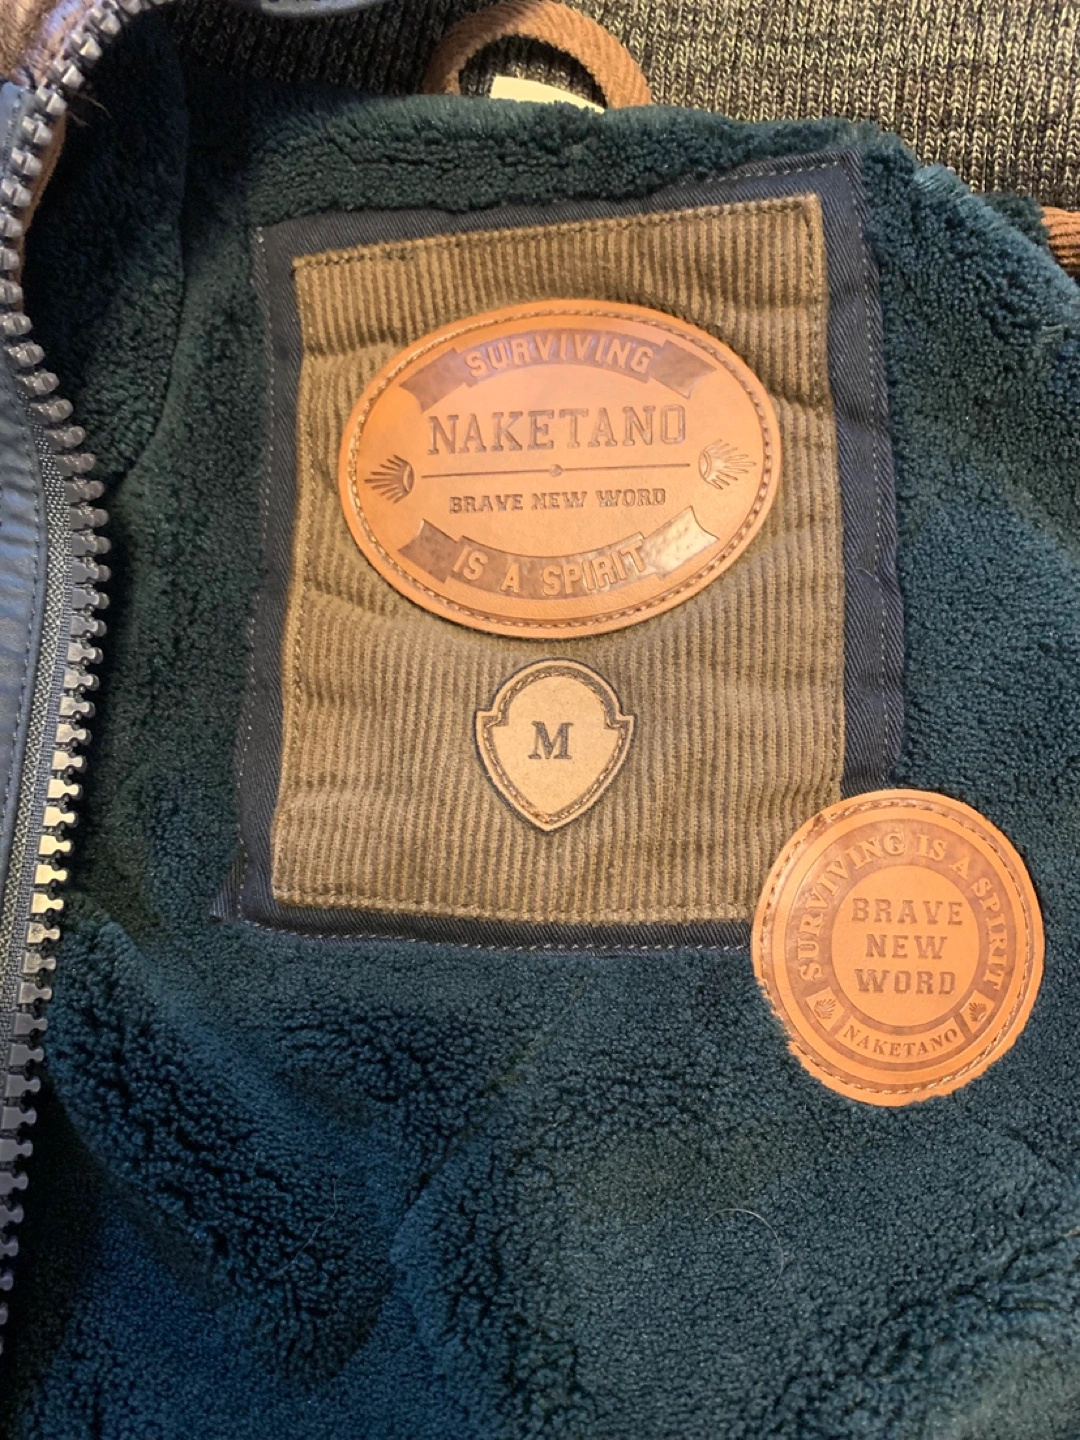 SURVIVING
NAKETANO
BRAVE NEW WORD
IS A SPIRIT
M
SURVIVING IS A SPIRIT
BRAVE
NEW
WORD
NAKETANO